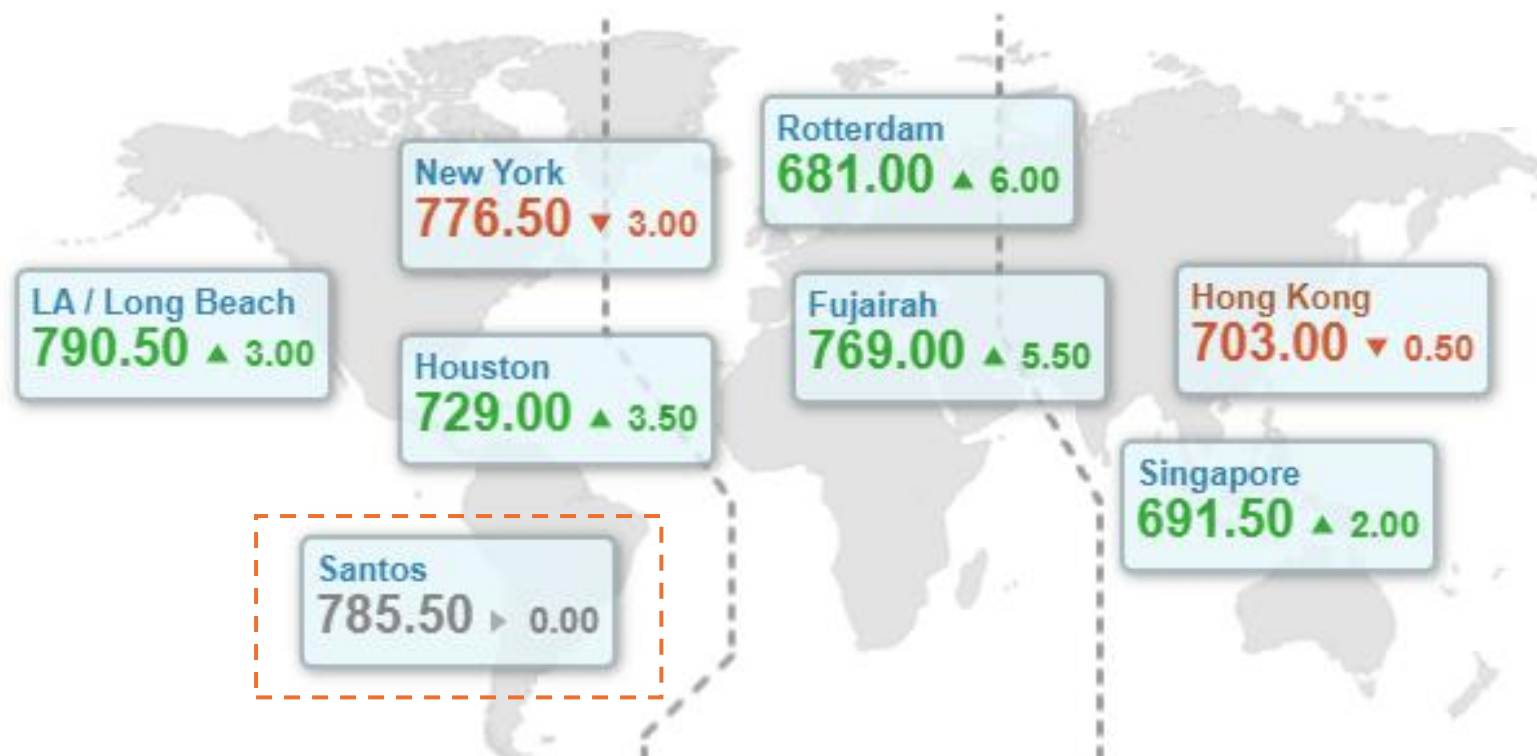 Rotterdam
681.00 ▲ 6.00
New York
776.50 ▼ 3.00
LA / Long Beach
790.50 ▲ 3.00
Fujairah
769.00 ▲ 5.50
Hong Kong
703.00 ▼ 0.50
Houston
729.00 ▲ 3.50
Singapore
691.50 ▲ 2.00
Santos
785.50 ▶ 0.00